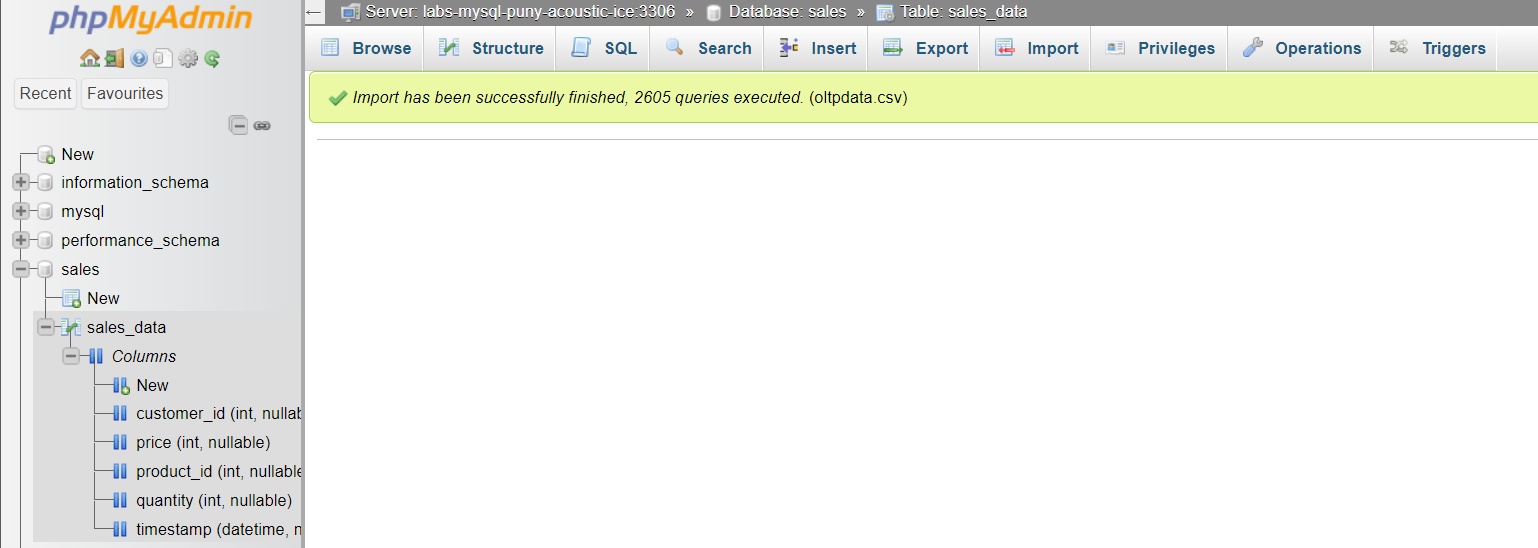 phpMyAdmin
Recent Favourites
New
information_schema
mysql
performance_schema
sales
New
sales_data
Columns
New
customer_id (int, nullab
price (int, nullable)
product_id (int, nullable
quantity (int, nullable)
timestamp (datetime, n
← Server: labs-mysql-puny-acoustic-ice:3306 » Database: sales » Table: sales_data
Browse Structure SQL Search Insert Export Import Privileges Operations Triggers
Import has been successfully finished, 2605 queries executed. (oltpdata.csv)